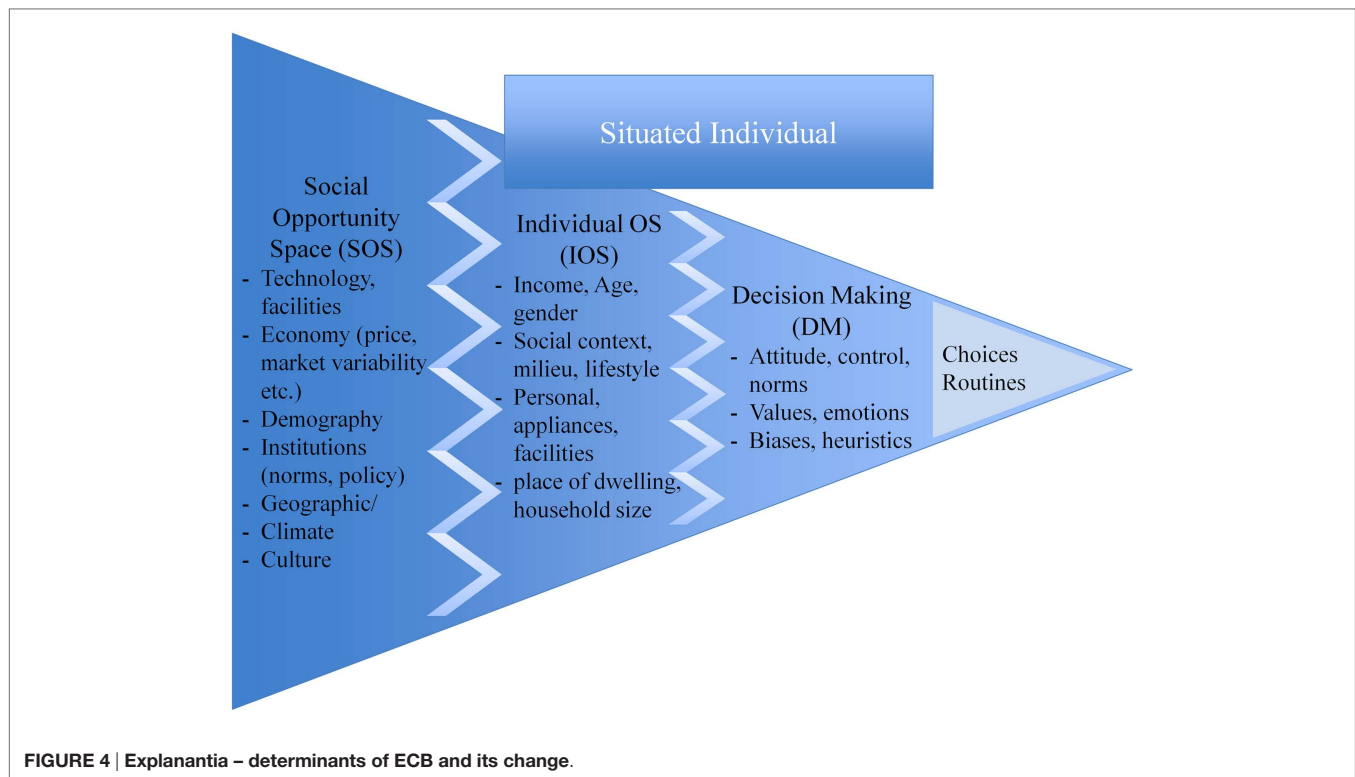 Situated Individual
Social
Opportunity
Space (SOS)
- Technology,
facilities
- Economy (price,
market variability
etc.)
- Demography
- Institutions
(norms, policy)
- Geographic/
- Climate
- Culture
Individual OS
(IOS)
- Income, Age,
gender
- Social context,
milieu, lifestyle
- Personal,
appliances,
facilities
- place of dwelling,
household size
Decision Making
(DM)
- Attitude, control,
norms
- Values, emotions
- Biases, heuristics
Choices
Routines
FIGURE 4 | Explanantia – determinants of ECB and its change.